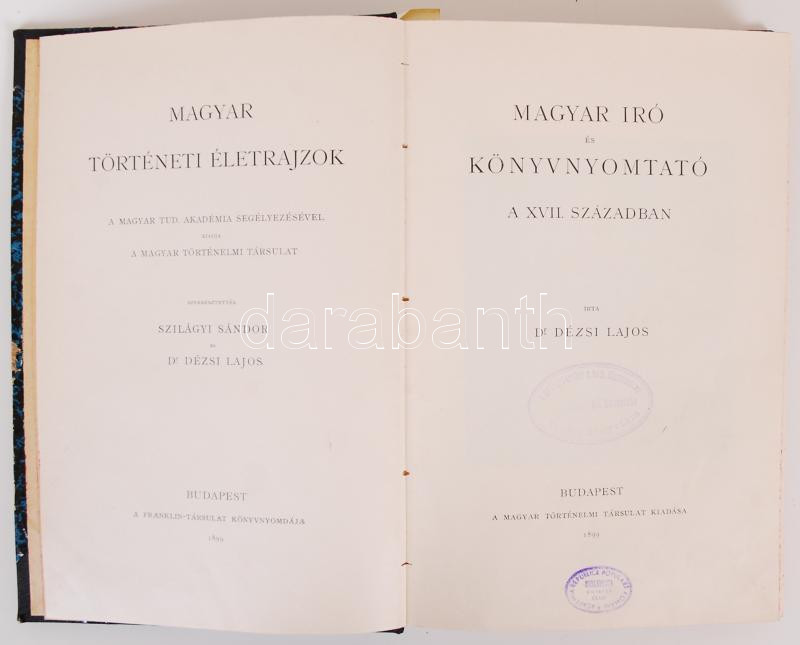 MAGYAR
TÖRTÉNETI ÉLETRAJZOK
A MAGYAR TUD. AKADÉMIA SEGÉLYEZÉSÉVEL
KIADJA
A MAGYAR TÖRTÉNELMI TÁRSULAT
SZERKESZTETTÉK
SZILÁGYI SÁNDOR
ÉS
Dr DÉZSI LAJOS.
BUDAPEST
A FRANKLIN-TÁRSULAT KÖNYVNYOMDÁJA
1899
MAGYAR IRÓ
ÉS
KÖNYVNYOMTATÓ
A XVII. SZÁZADBAN
IRTA
Dr DÉZSI LAJOS
BUDAPEST
A MAGYAR TÖRTÉNELMI TÁRSULAT KIADÁSA
1899
REPUBLICA POPULARĂ
darabanth